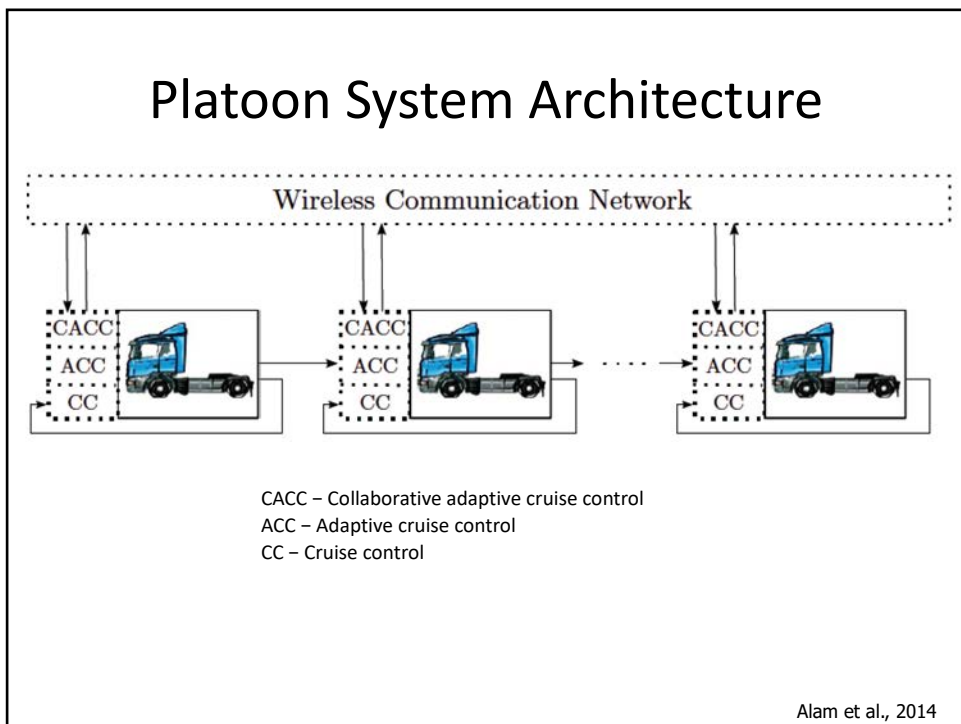 Platoon System Architecture
Wireless Communication Network
CACC
ACC
CC
CACC
ACC
CC
. . . .
CACC
ACC
CC
CACC – Collaborative adaptive cruise control
ACC – Adaptive cruise control
CC – Cruise control
Alam et al., 2014